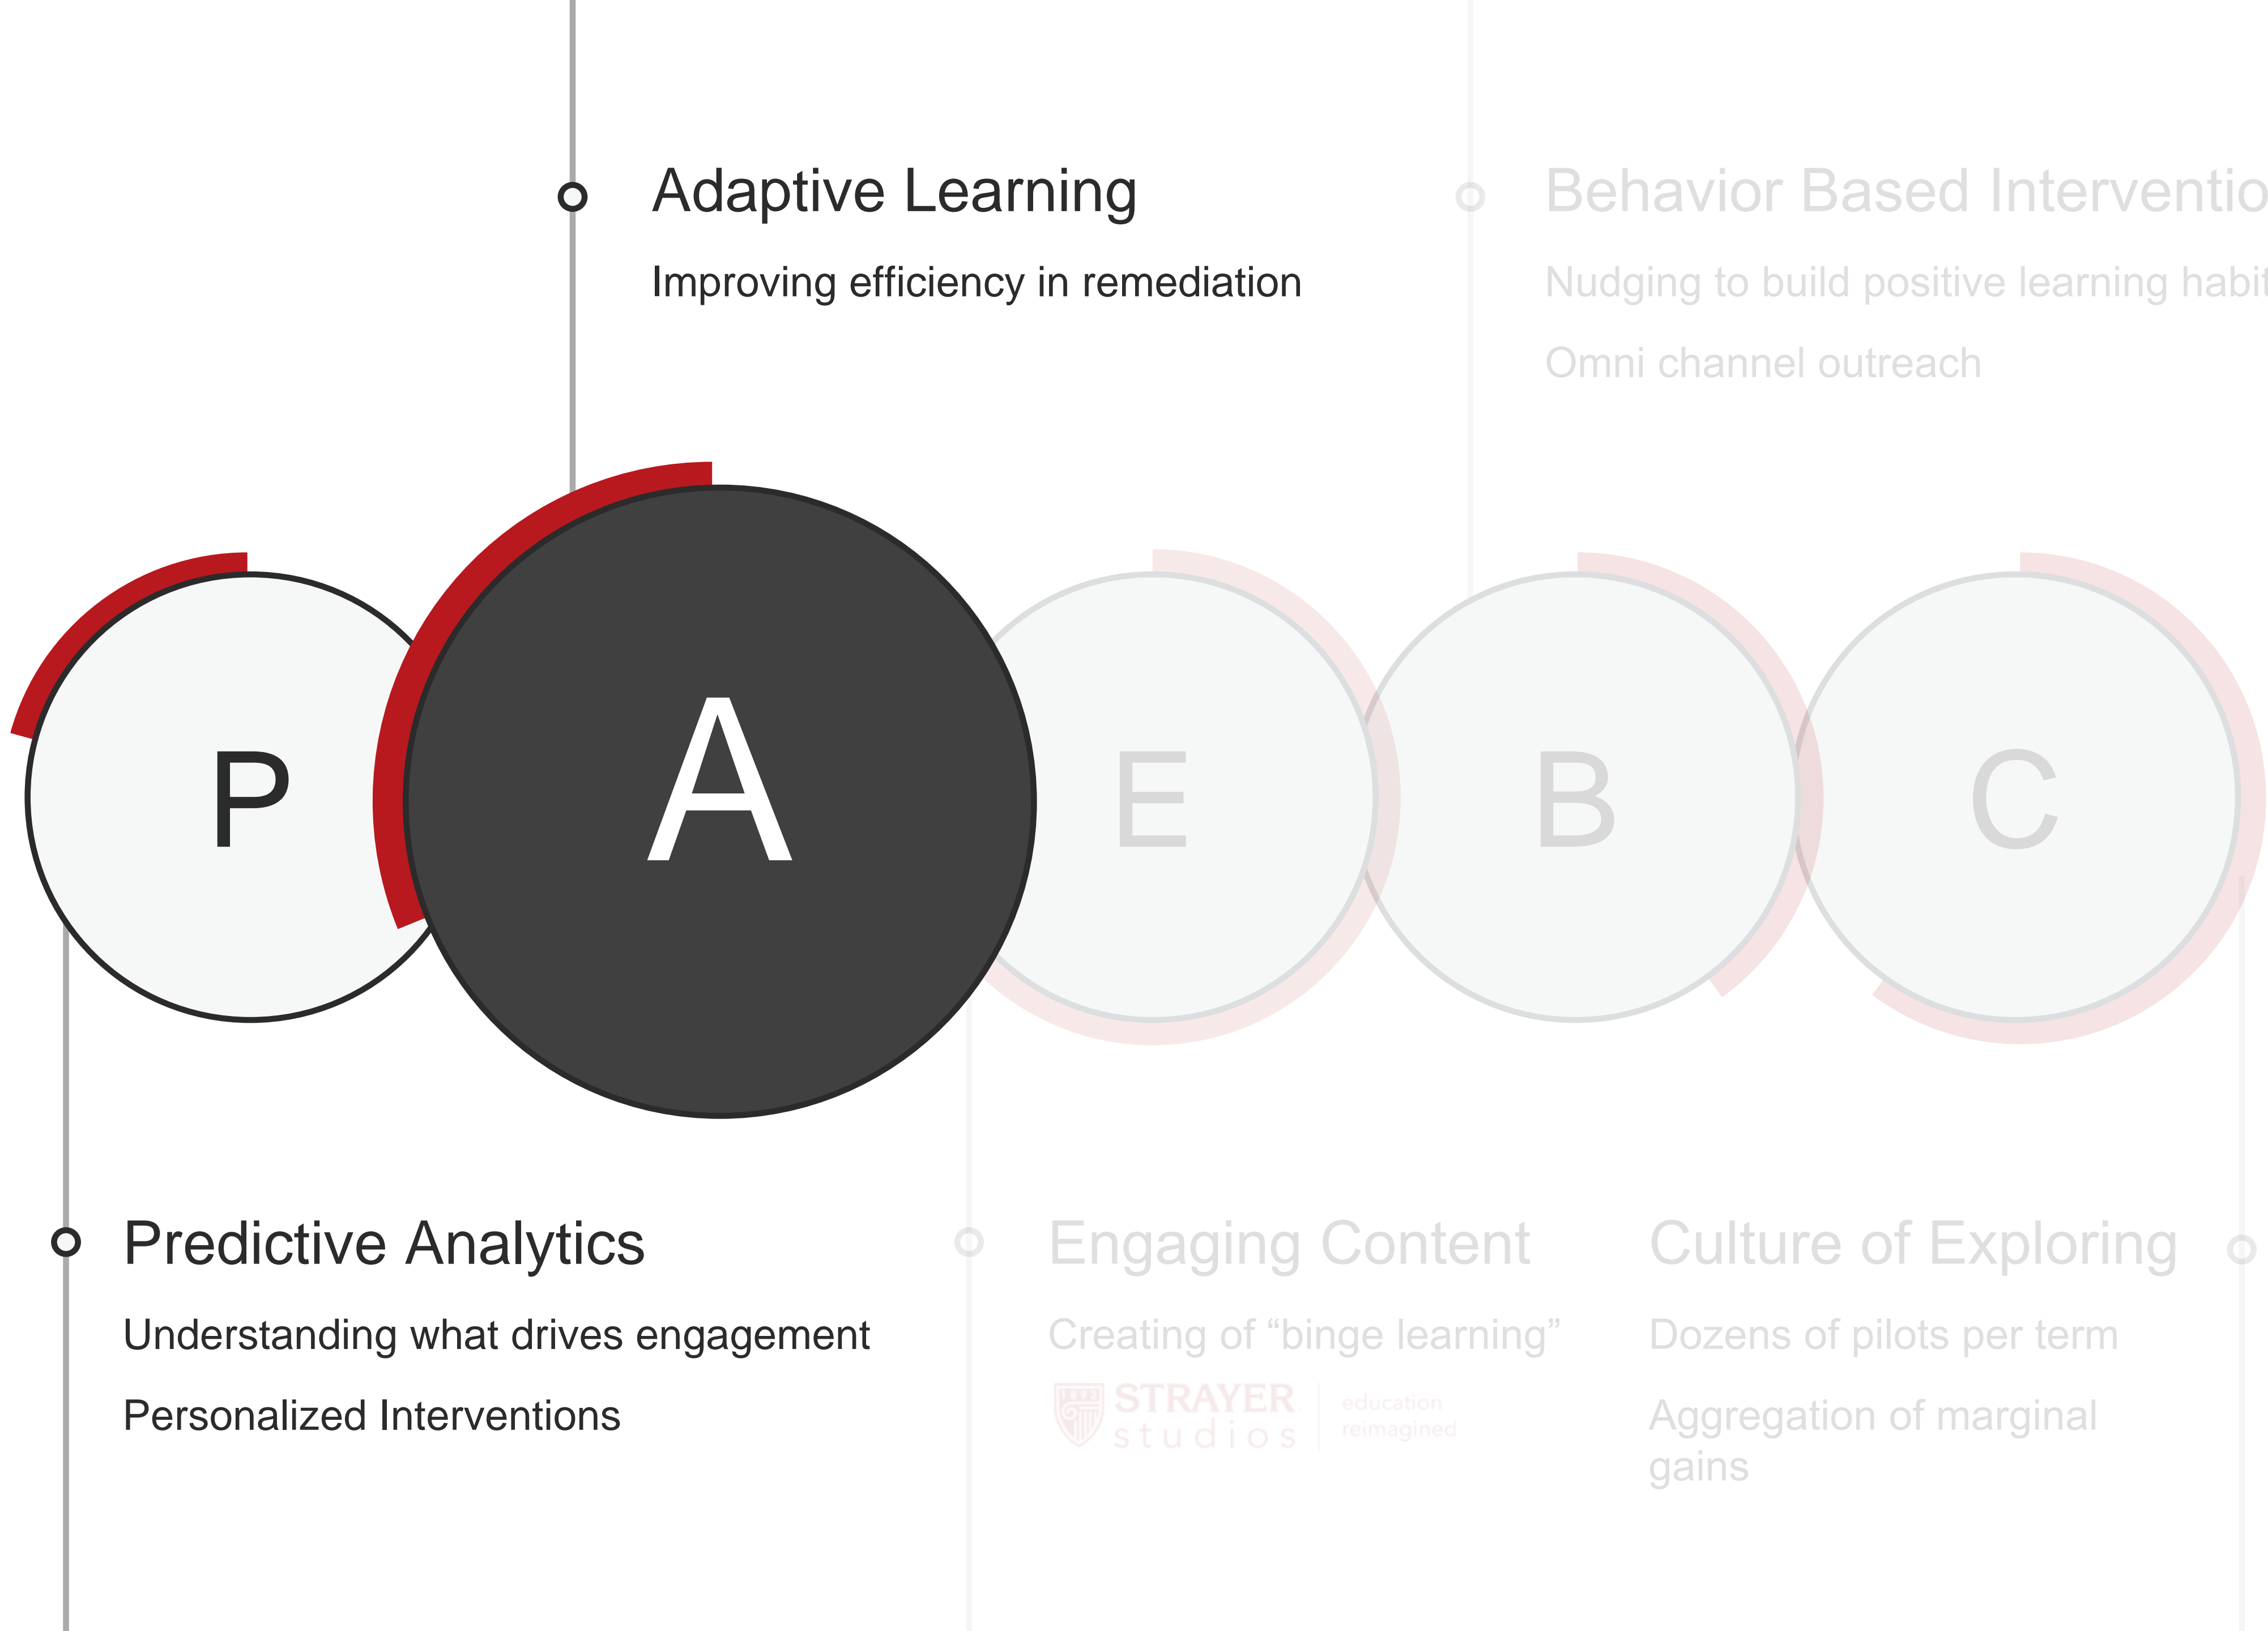 Adaptive Learning
Improving efficiency in remediation
Behavior Based Interventio
Nudging to build positive learning habit
Omni channel outreach
P
A
E
B
C
Predictive Analytics
Understanding what drives engagement
Personalized Interventions
Engaging Content
Creating of “binge learning”
1892
STRAYER
studios
education
reimagined
Culture of Exploring
Dozens of pilots per term
Aggregation of marginal
gains